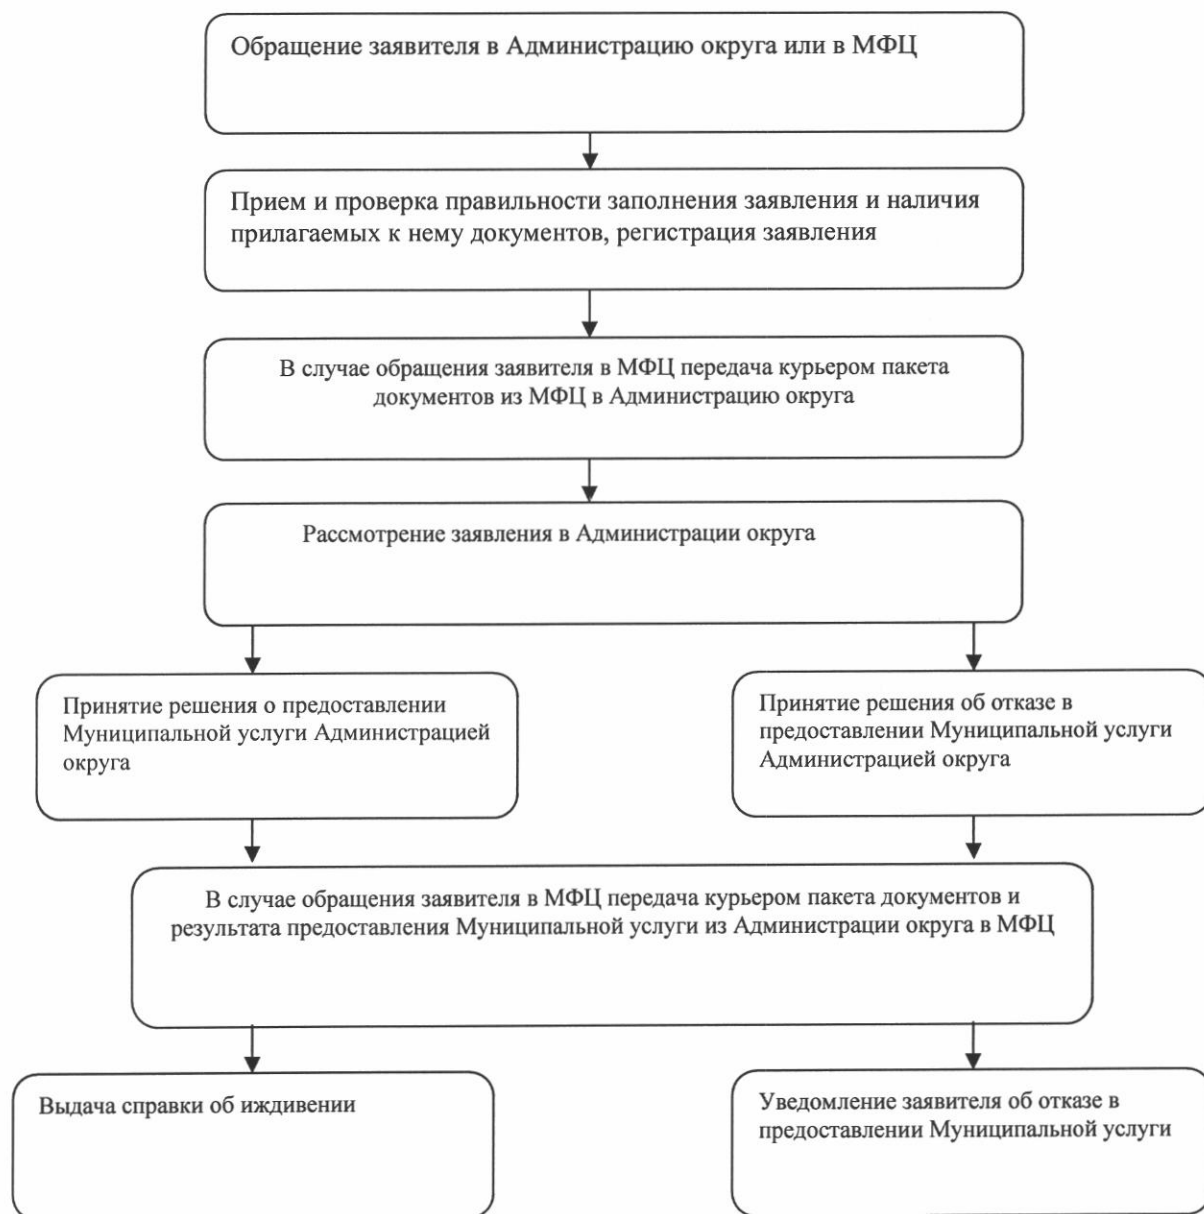 Обращение заявителя в Администрацию округа или в МФЦ
Прием и проверка правильности заполнения заявления и наличия
прилагаемых к нему документов, регистрация заявления
В случае обращения заявителя в МФЦ передача курьером пакета
документов из МФЦ в Администрацию округа
Рассмотрение заявления в Администрации округа
Принятие решения о предоставлении
Муниципальной услуги Администрацией
округа
Принятие решения об отказе в
предоставлении Муниципальной услуги
Администрацией округа
В случае обращения заявителя в МФЦ передача курьером пакета документов и
результата предоставления Муниципальной услуги из Администрации округа в МФЦ
Выдача справки об иждивении
Уведомление заявителя об отказе в
предоставлении Муниципальной услуги